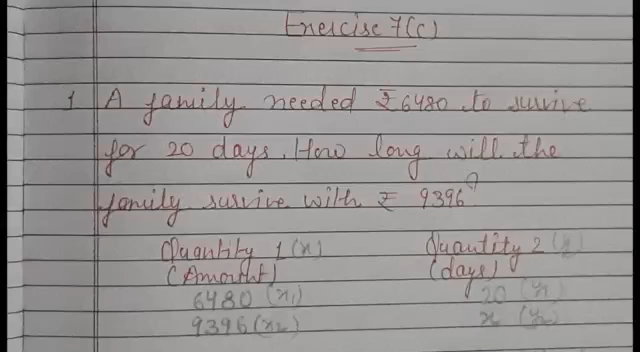 Exercise 7(c)
1 A family needed ₹6480 to survive
for 20 days. How long will the
family survive with ₹ 9396?
Quantity 1 (x) Quantity 2 (y)
(Amount) (days)
6480 (x1) 20 (y1)
9396 (x2) x (y2)